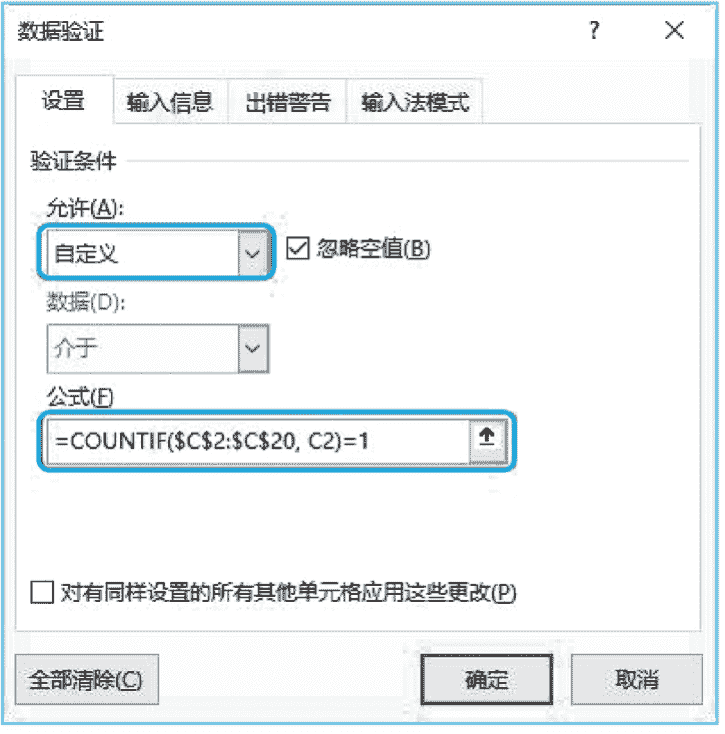 数据验证 ?
设置 输入信息 出错警告 输入法模式
验证条件
允许(A):
自定义 忽略空值(B)
数据(D):
介于
公式(F)
=COUNTIF($C$2:$C$20, C2)=1
对有同样设置的所有其他单元格应用这些更改(P)
全部清除(C) 确定 取消